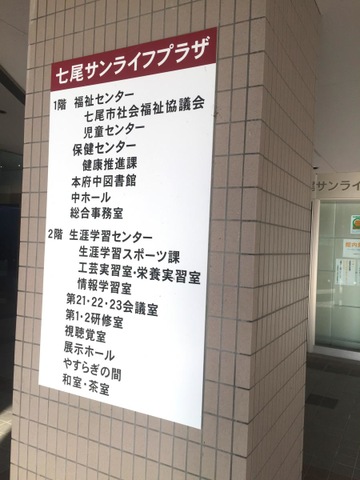 七尾サンライフプラザ
1階 福祉センター
七尾市社会福祉協議会
児童センター
保健センター
健康推進課
本府中図書館
中ホール
総合事務室
2階 生涯学習センター
生涯学習スポーツ課
工芸実習室・栄養実習室
情報学習室
第21・22・23会議室
第1・2研修室
視聴覚室
展示ホール
やすらぎの間
和室・茶室
尾サンライ